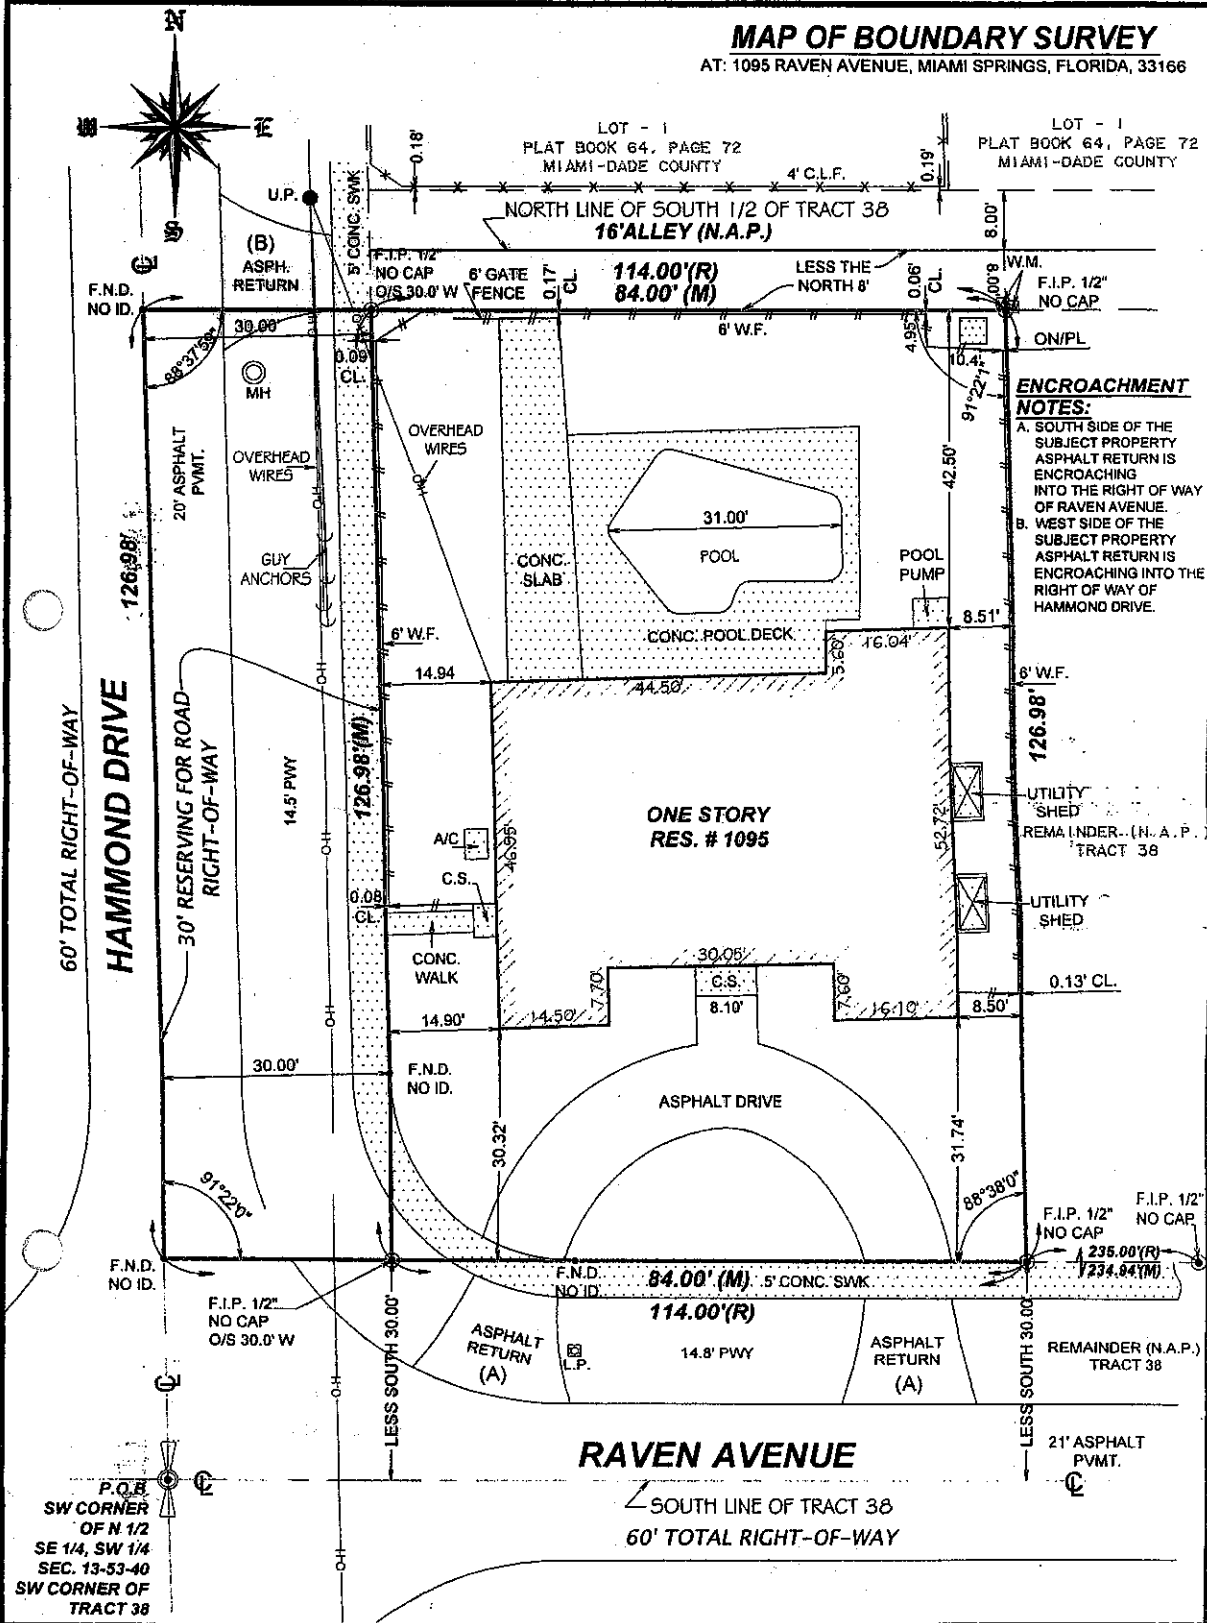 MAP OF BOUNDARY SURVEY
AT: 1095 RAVEN AVENUE, MIAMI SPRINGS, FLORIDA, 33166
N
W
E
S
LOT - 1
PLAT BOOK 64, PAGE 72
MIAMI-DADE COUNTY
LOT - 1
PLAT BOOK 64, PAGE 72
MIAMI-DADE COUNTY
0.18'
0.19'
4' C.L.F.
U.P.
5' CONC. SWK
NORTH LINE OF SOUTH 1/2 OF TRACT 38
16'ALLEY (N.A.P.)
8.00'
(B)
ASPH.
RETURN
F.I.P. 1/2"
NO CAP
O/S 30.0' W
6' GATE
FENCE
0.17'
CL.
114.00'(R)
84.00' (M)
LESS THE
NORTH 8'
0.06'
CL.
8.00'
W.M.
F.I.P. 1/2"
NO CAP
F.N.D.
NO ID.
30.00'
6' W.F.
4.95'
10.4'
ON/PL
88°37'59"
0.09'
CL.
MH
91°22'1"
ENCROACHMENT
NOTES:
A. SOUTH SIDE OF THE
SUBJECT PROPERTY
ASPHALT RETURN IS
ENCROACHING
INTO THE RIGHT OF WAY
OF RAVEN AVENUE.
B. WEST SIDE OF THE
SUBJECT PROPERTY
ASPHALT RETURN IS
ENCROACHING INTO THE
RIGHT OF WAY OF
HAMMOND DRIVE.
20' ASPHALT
PVMT.
OVERHEAD
WIRES
OVERHEAD
WIRES
42.50'
126.98'
GUY
ANCHORS
CONC.
SLAB
31.00'
POOL
POOL
PUMP
8.51'
CONC. POOL DECK
6' W.F.
5.60'
16.04'
14.94
44.50'
6' W.F.
126.98'
60' TOTAL RIGHT-OF-WAY
HAMMOND DRIVE
30' RESERVING FOR ROAD
RIGHT-OF-WAY
14.5' PWY
126.98'(M)
ONE STORY
RES. # 1095
A/C
46.95'
52.72'
UTILITY
SHED
REMAINDER (N.A.P.)
TRACT 38
C.S.
0.08
CL.
UTILITY
SHED
CONC.
WALK
30.05'
C.S.
8.10'
7.70'
7.60'
0.13' CL.
14.90'
14.50'
16.10'
8.50'
30.00'
F.N.D.
NO ID.
ASPHALT DRIVE
30.32'
31.74'
91°22'0"
88°38'0"
F.I.P. 1/2"
NO CAP
F.I.P. 1/2"
NO CAP
235.00'(R)
234.94'(M)
F.N.D.
NO ID.
F.N.D.
NO ID.
84.00' (M)
5' CONC. SWK
114.00'(R)
F.I.P. 1/2"
NO CAP
O/S 30.0' W
LESS SOUTH 30.00'
ASPHALT
RETURN
(A)
L.P.
14.8' PWY
ASPHALT
RETURN
(A)
LESS SOUTH 30.00'
REMAINDER (N.A.P.)
TRACT 38
RAVEN AVENUE
21' ASPHALT
PVMT.
P.O.B.
SW CORNER
OF N 1/2
SE 1/4, SW 1/4
SEC. 13-53-40
SW CORNER OF
TRACT 38
SOUTH LINE OF TRACT 38
60' TOTAL RIGHT-OF-WAY